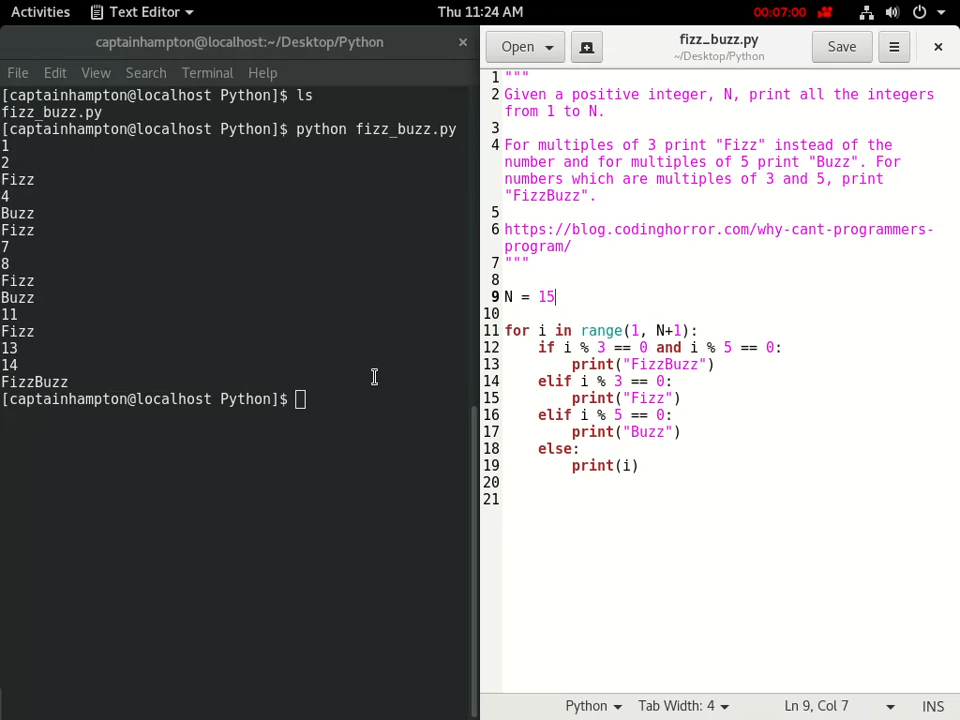 Activities Text Editor Thu 11:24 AM 00:07:00
captainhampton@localhost:~/Desktop/Python
File Edit View Search Terminal Help
[captainhampton@localhost Python]$ ls
fizz_buzz.py
[captainhampton@localhost Python]$ python fizz_buzz.py
1
2
Fizz
4
Buzz
Fizz
7
8
Fizz
Buzz
11
Fizz
13
14
FizzBuzz
[captainhampton@localhost Python]$
Open fizz_buzz.py Save
~/Desktop/Python
1 """
2 Given a positive integer, N, print all the integers
from 1 to N.
3
4 For multiples of 3 print "Fizz" instead of the
number and for multiples of 5 print "Buzz". For
numbers which are multiples of 3 and 5, print
"FizzBuzz".
5
6 https://blog.codinghorror.com/why-cant-programmers-
program/
7 """
8
9 N = 15
10
11 for i in range(1, N+1):
12     if i % 3 == 0 and i % 5 == 0:
13         print("FizzBuzz")
14     elif i % 3 == 0:
15         print("Fizz")
16     elif i % 5 == 0:
17         print("Buzz")
18     else:
19         print(i)
20
21
Python Tab Width: 4 Ln 9, Col 7 INS